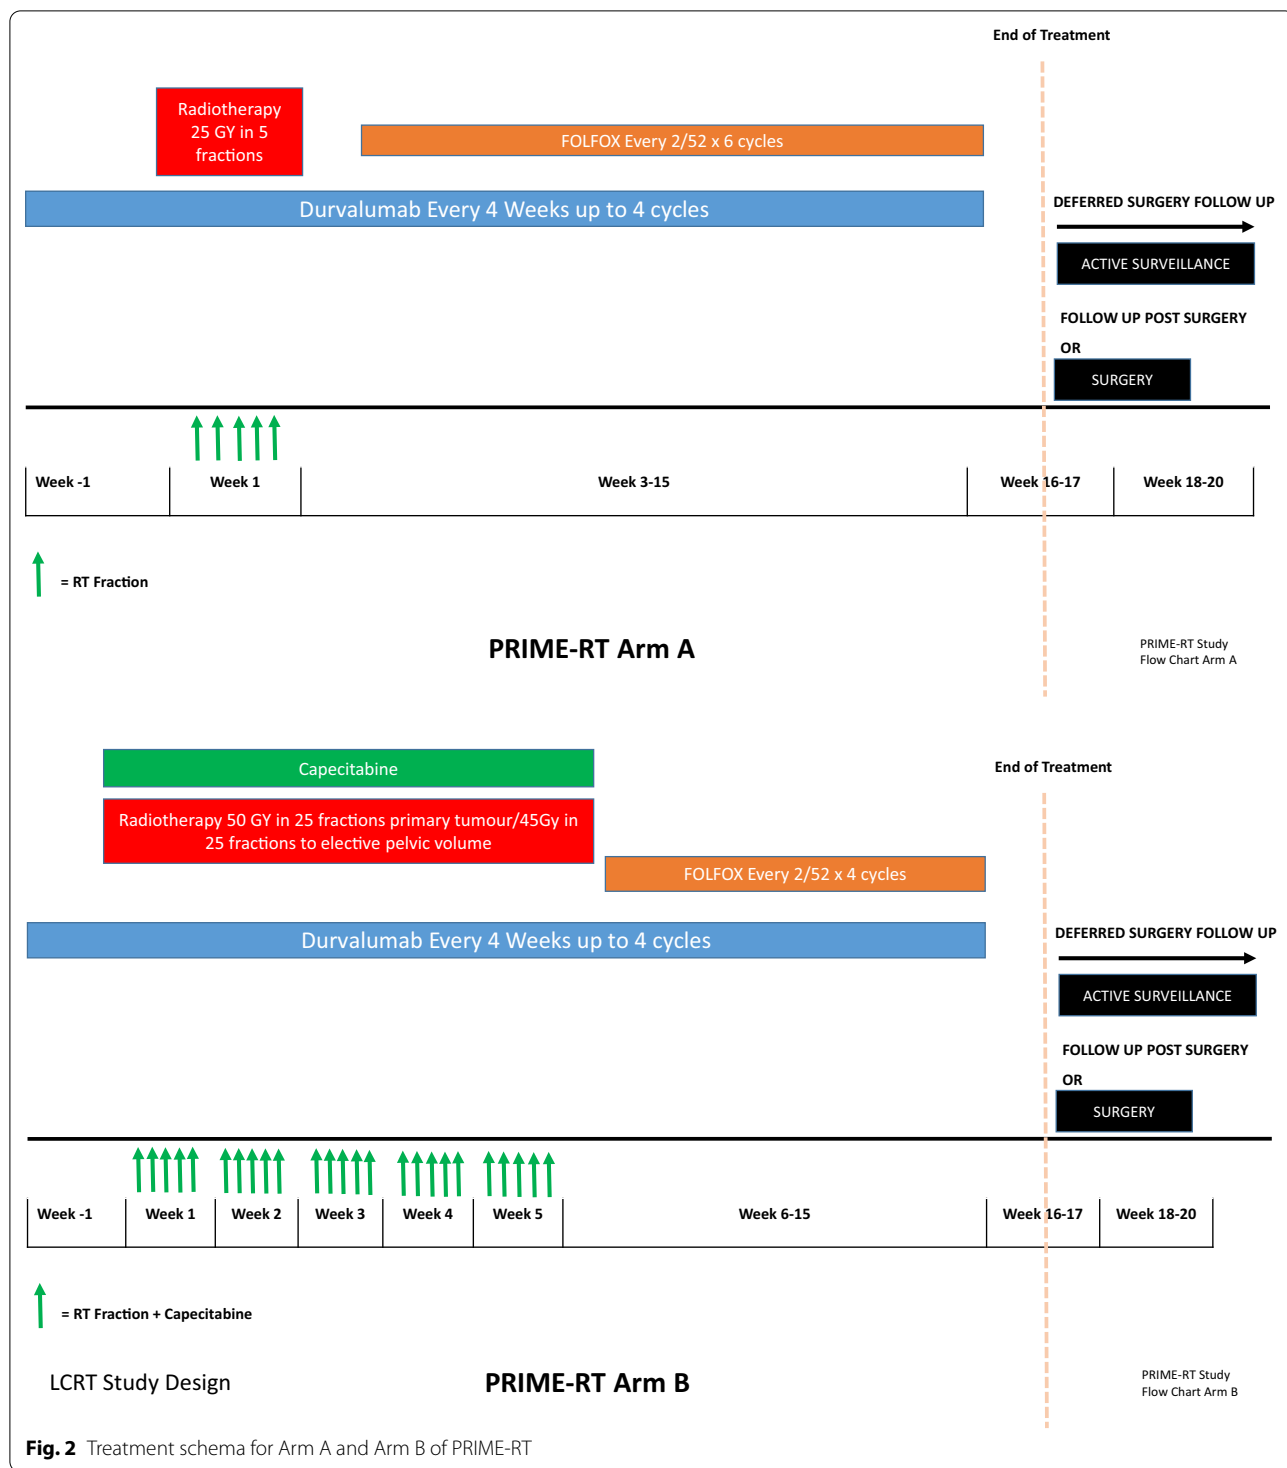 End of Treatment
Radiotherapy
25 GY in 5
fractions
FOLFOX Every 2/52 x 6 cycles
Durvalumab Every 4 Weeks up to 4 cycles
DEFERRED SURGERY FOLLOW UP
ACTIVE SURVEILLANCE
FOLLOW UP POST SURGERY
OR
SURGERY
Week -1
Week 1
Week 3-15
Week 16-17
Week 18-20
= RT Fraction
PRIME-RT Arm A
PRIME-RT Study
Flow Chart Arm A
Capecitabine
End of Treatment
Radiotherapy 50 GY in 25 fractions primary tumour/45Gy in
25 fractions to elective pelvic volume
FOLFOX Every 2/52 x 4 cycles
Durvalumab Every 4 Weeks up to 4 cycles
DEFERRED SURGERY FOLLOW UP
ACTIVE SURVEILLANCE
FOLLOW UP POST SURGERY
OR
SURGERY
Week -1
Week 1
Week 2
Week 3
Week 4
Week 5
Week 6-15
Week 16-17
Week 18-20
= RT Fraction + Capecitabine
LCRT Study Design
PRIME-RT Arm B
PRIME-RT Study
Flow Chart Arm B
Fig. 2 Treatment schema for Arm A and Arm B of PRIME-RT